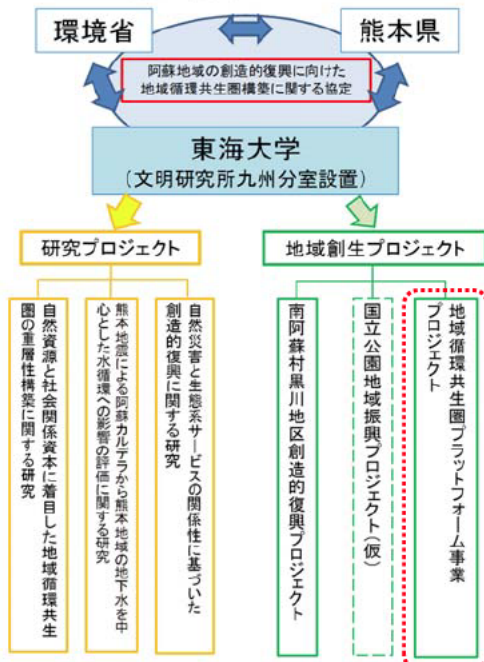 環境省
熊本県
阿蘇地域の創造的復興に向けた
地域循環共生圏構築に関する協定
東海大学
(文明研究所九州分室設置)
研究プロジェクト
地域創生プロジェクト
自然資源と社会関係資本に着目した地域循環共生
圏の重層性構築に関する研究
熊本地震による阿蘇カルデラから熊本地域の地下水を中
心とした水循環への影響の評価に関する研究
自然災害と生態系サービスの関係性に基づいた
創造的復興に関する研究
南阿蘇村黒川地区創造的復興プロジェクト
国立公園地域振興プロジェクト(仮)
地域循環共生圏プラットフォーム事業
プロジェクト